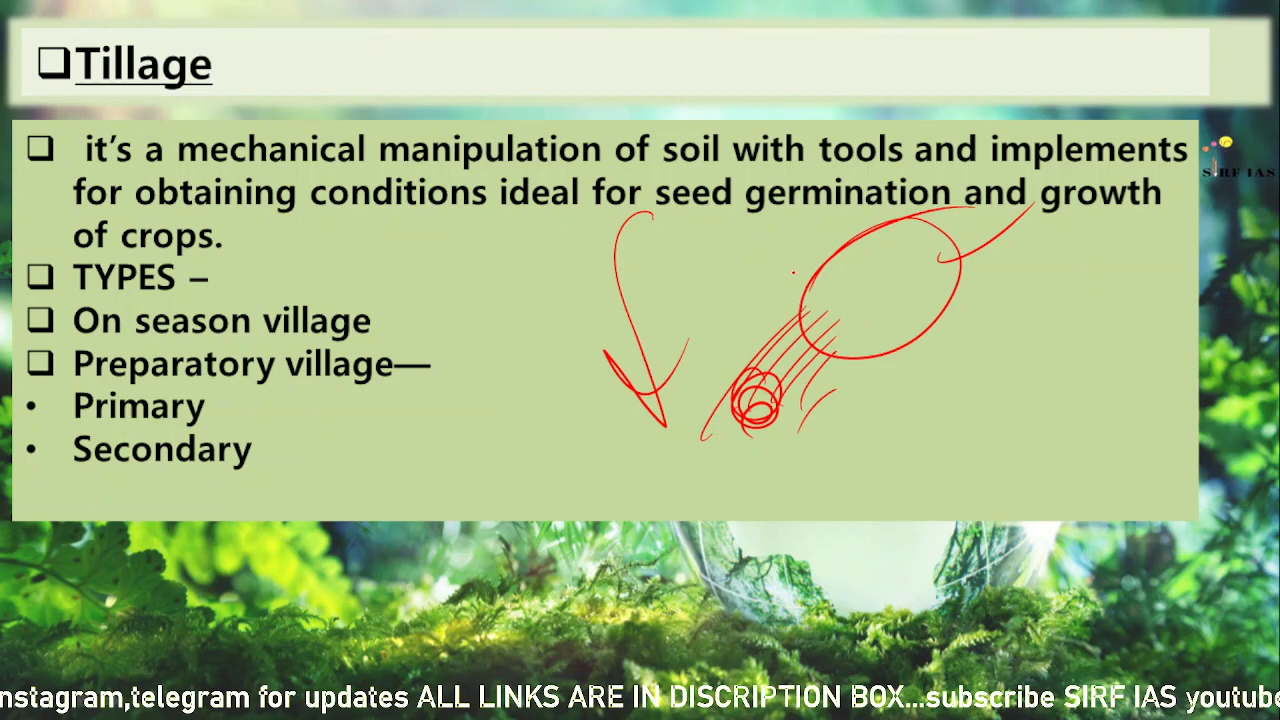 ❑Tillage
❑ it's a mechanical manipulation of soil with tools and implements
for obtaining conditions ideal for seed germination and growth
of crops.
❑ TYPES –
❑ On season village
❑ Preparatory village—
• Primary
• Secondary
SIRF IAS
nstagram,telegram for updates ALL LINKS ARE IN DISCRIPTION BOX...subscribe SIRF IAS youtube